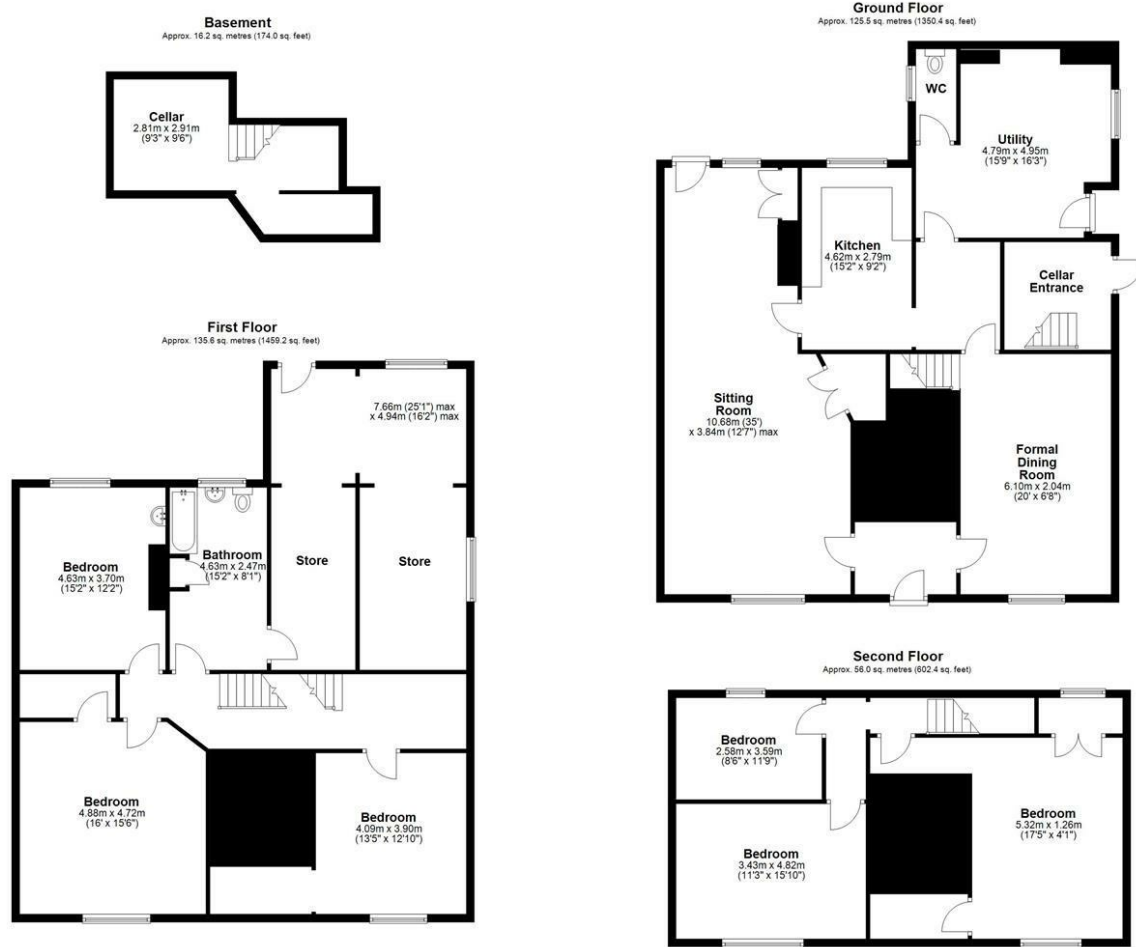 Basement
Approx. 16.2 sq. metres (174.0 sq. feet)
Cellar
2.81m x 2.91m
(9'3" x 9'6")
Ground Floor
Approx. 125.5 sq. metres (1350.4 sq. feet)
WC
Utility
4.79m x 4.95m
(15'9" x 16'3")
Kitchen
4.62m x 2.79m
(15'2" x 9'2")
Cellar
Entrance
Sitting
Room
10.68m (35')
x 3.84m (12'7") max
Formal
Dining
Room
6.10m x 2.04m
(20' x 6'8")
First Floor
Approx. 135.6 sq. metres (1459.2 sq. feet)
7.66m (25'1") max
x 4.94m (16'2") max
Bedroom
4.63m x 3.70m
(15'2" x 12'2")
Bathroom
4.63m x 2.47m
(15'2" x 8'1")
Store
Store
Bedroom
4.88m x 4.72m
(16' x 15'6")
Bedroom
4.09m x 3.90m
(13'5" x 12'10")
Second Floor
Approx. 56.0 sq. metres (602.4 sq. feet)
Bedroom
2.58m x 3.59m
(8'6" x 11'9")
Bedroom
3.43m x 4.82m
(11'3" x 15'10")
Bedroom
5.32m x 1.26m
(17'5" x 4'1")